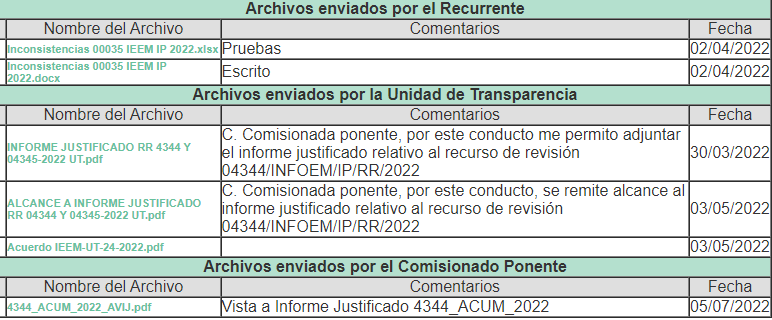 Archivos enviados por el Recurrente
Nombre del Archivo Comentarios Fecha
Inconsistencias 00035 IEEM IP 2022.xlsx Pruebas 02/04/2022
Inconsistencias 00035 IEEM IP
2022.docx Escrito 02/04/2022
Archivos enviados por la Unidad de Transparencia
Nombre del Archivo Comentarios Fecha
INFORME JUSTIFICADO RR 4344 Y
04345-2022 UT.pdf
C. Comisionada ponente, por este conducto me permito adjuntar
el informe justificado relativo al recurso de revisión
04344/INFOEM/IP/RR/2022
30/03/2022
ALCANCE A INFORME JUSTIFICADO
RR 04344 Y 04345-2022 UT.pdf
C. Comisionada ponente, por este conducto, se remite alcance al
informe justificado relativo al recurso de revisión
04344/INFOEM/IP/RR/2022
03/05/2022
Acuerdo IEEM-UT-24-2022.pdf 03/05/2022
Archivos enviados por el Comisionado Ponente
Nombre del Archivo Comentarios Fecha
4344_ACUM_2022_AVIJ.pdf Vista a Informe Justificado 4344_ACUM_2022 05/07/2022